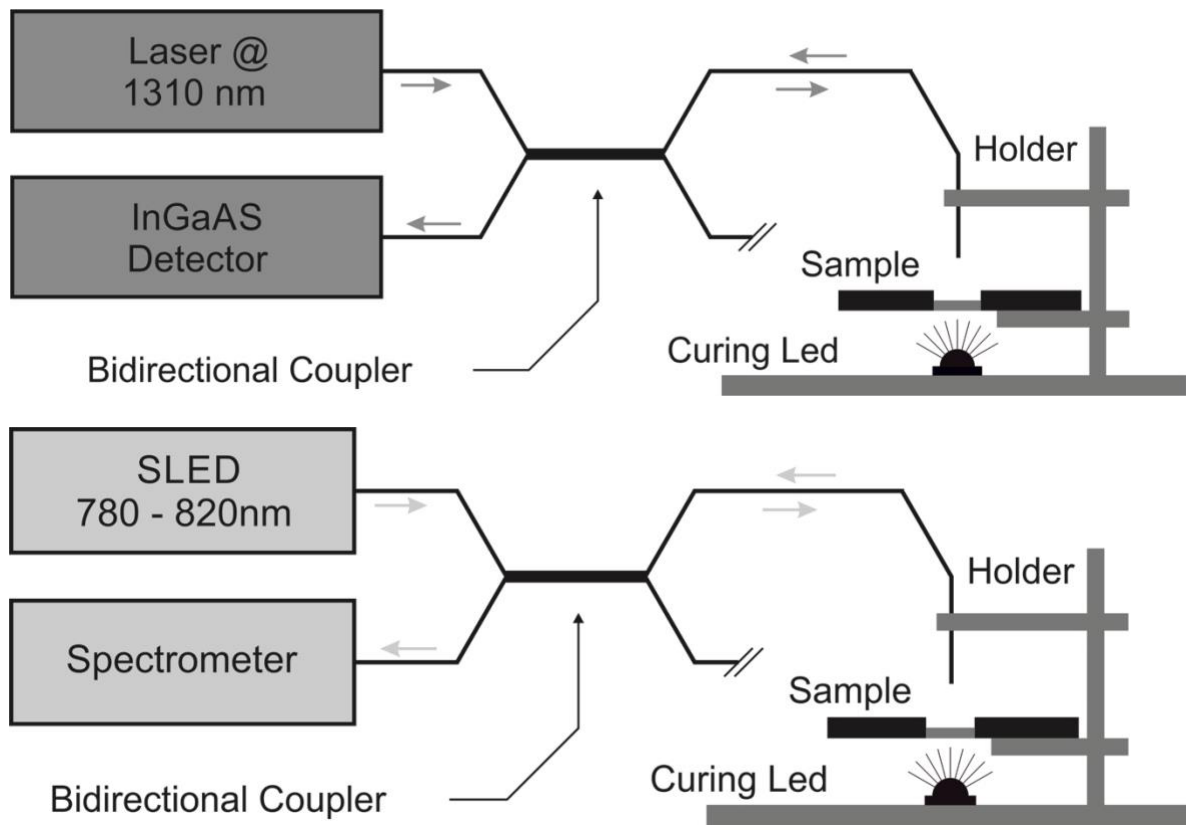 Laser @
1310 nm
InGaAS
Detector
Bidirectional Coupler
Holder
Sample
Curing Led
SLED
780 - 820nm
Spectrometer
Bidirectional Coupler
Holder
Sample
Curing Led